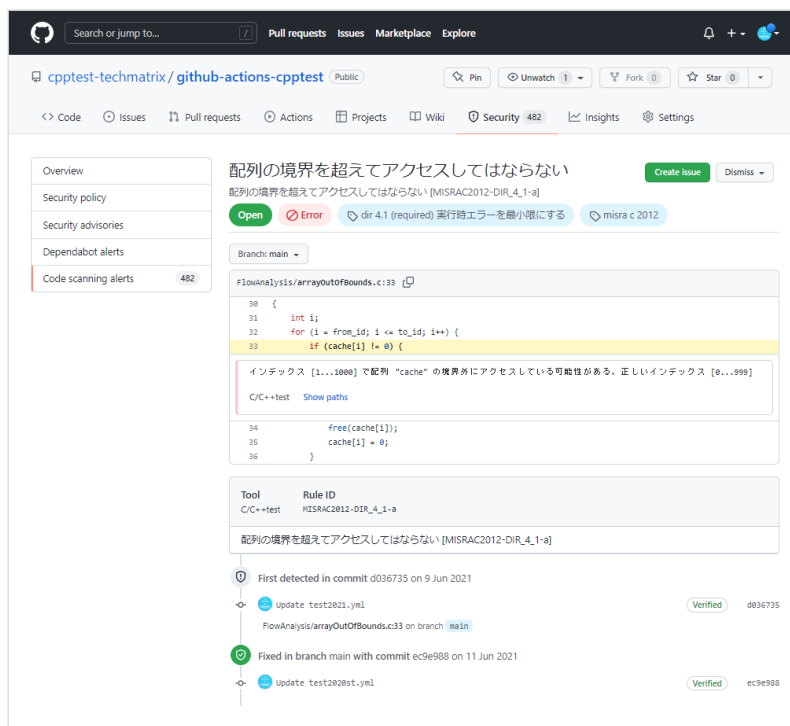 Search or jump to... /
Pull requests Issues Marketplace Explore
cpptest-techmatrix / github-actions-cpptest Public
Pin Unwatch 1 Fork 0 Star 0
Code Issues Pull requests Actions Projects Wiki Security 482 Insights Settings
Overview
Security policy
Security advisories
Dependabot alerts
Code scanning alerts 482
配列の境界を超えてアクセスしてはならない
Create issue Dismiss
配列の境界を超えてアクセスしてはならない [MISRAC2012-DIR_4_1-a]
Open Error dir 4.1 (required) 実行時エラーを最小限にする misra c 2012
Branch: main
FlowAnalysis/arrayOutOfBounds.c:33
30 {
31 int i;
32 for (i = from_id; i <= to_id; i++) {
33 if (cache[i] != 0) {
インデックス [1...1000] で配列 "cache" の境界外にアクセスしている可能性がある。正しいインデックス [0...999]
C/C++test Show paths
34 free(cache[i]);
35 cache[i] = 0;
36 }
Tool Rule ID
C/C++test MISRAC2012-DIR_4_1-a
配列の境界を超えてアクセスしてはならない [MISRAC2012-DIR_4_1-a]
First detected in commit d036735 on 9 Jun 2021
Update test2021.yml Verified d036735
FlowAnalysis/arrayOutOfBounds.c:33 on branch main
Fixed in branch main with commit ec9e988 on 11 Jun 2021
Update test2020st.yml Verified ec9e988